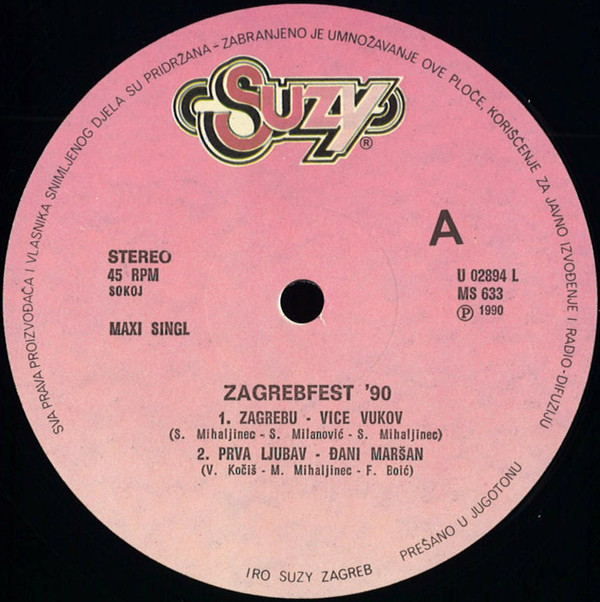 SVA PRAVA PROIZVOĐAČA I VLASNIKA SNIMLJENOG DJELA SU PRIDRŽANA - ZABRANJENO JE UMNOŽAVANJE OVE PLOČE, KORIŠĆENJE ZA JAVNO IZVOĐENJE I RADIO-DIFUZIJU
SUZY®
A
STEREO
45 RPM
SOKOJ
MAXI SINGL
U 02894 L
MS 633
℗ 1990
ZAGREBFEST '90
1. ZAGREBU - VICE VUKOV
(S. Mihaljinec - S. Milanović - S. Mihaljinec)
2. PRVA LJUBAV - ĐANI MARŠAN
(V. Kočiš - M. Mihaljinec - F. Boić)
IRO SUZY ZAGREB
PREŠANO U JUGOTONU